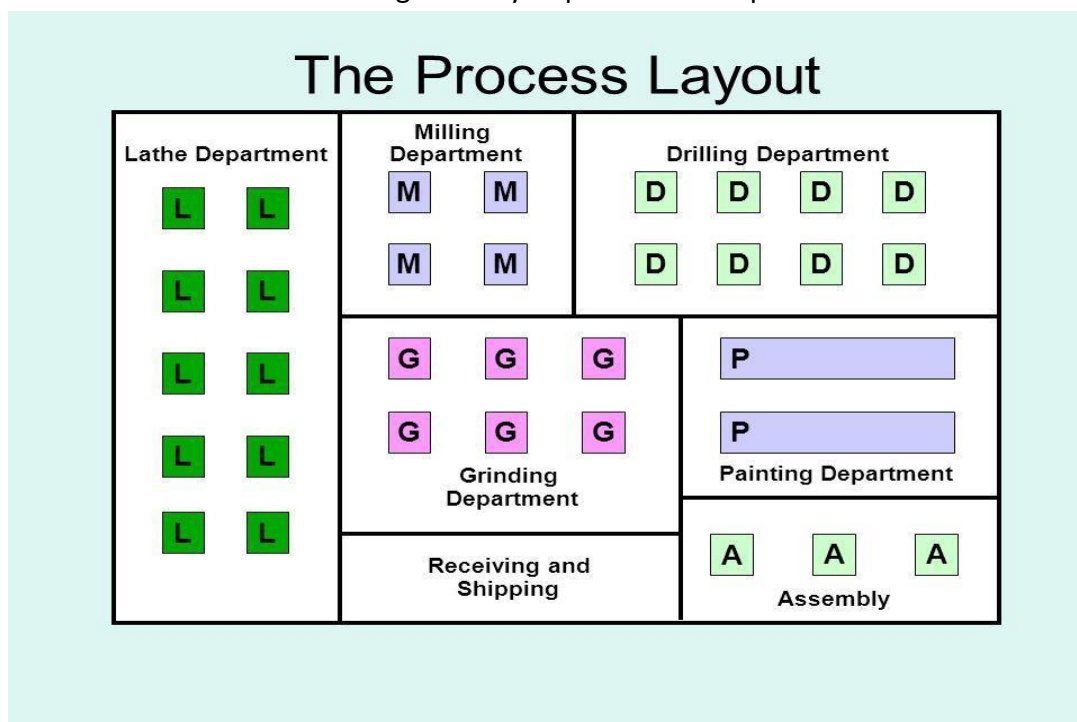 The Process Layout
Lathe Department
Milling
Department
Drilling Department
L L
L L
L L
L L
L L
M M
M M
D D D D
D D D D
G G G
G G G
Grinding
Department
P
P
Painting Department
Receiving and
Shipping
A A A
Assembly